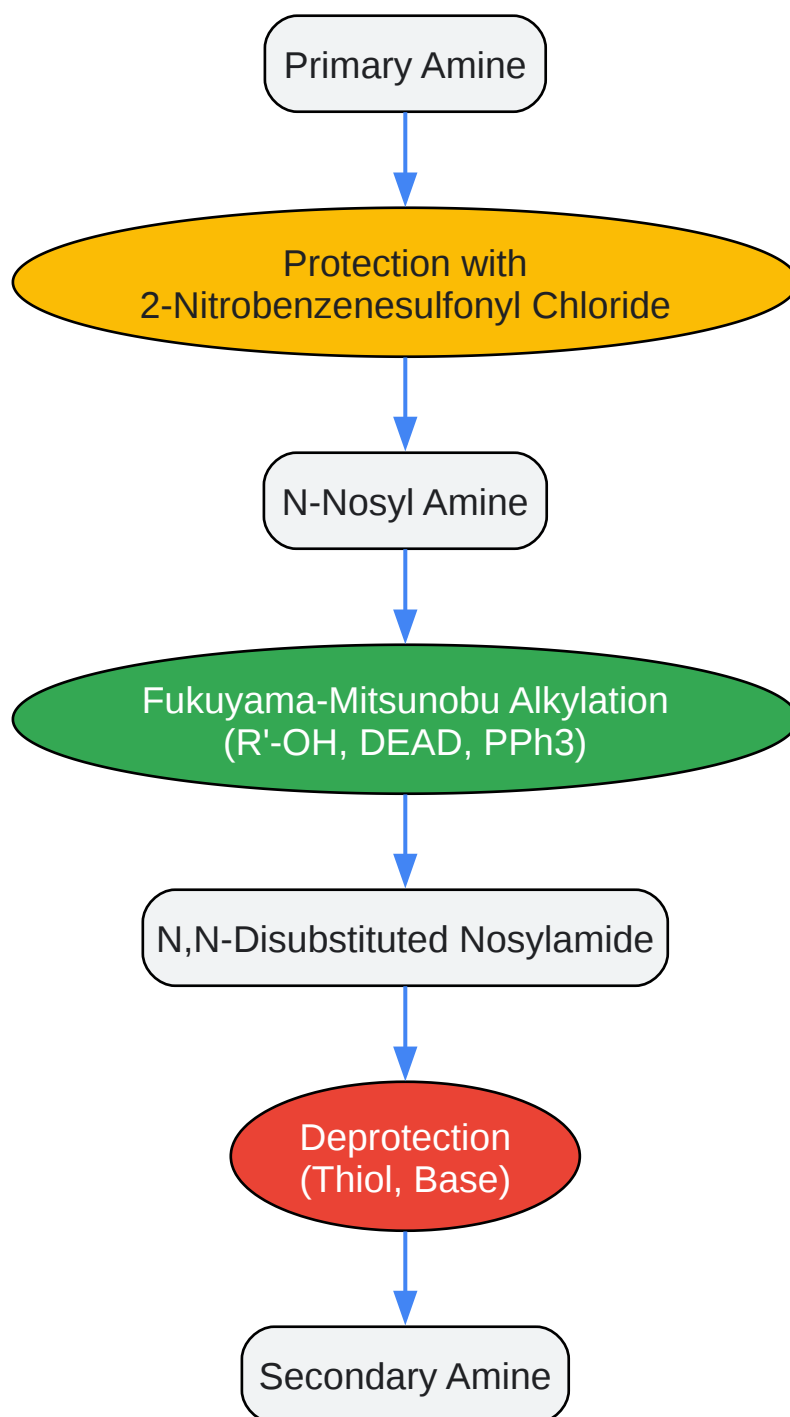 Primary Amine
Protection with
2-Nitrobenzenesulfonyl Chloride
N-Nosyl Amine
Fukuyama-Mitsunobu Alkylation
(R'-OH, DEAD, PPh3)
N,N-Disubstituted Nosylamide
Deprotection
(Thiol, Base)
Secondary Amine